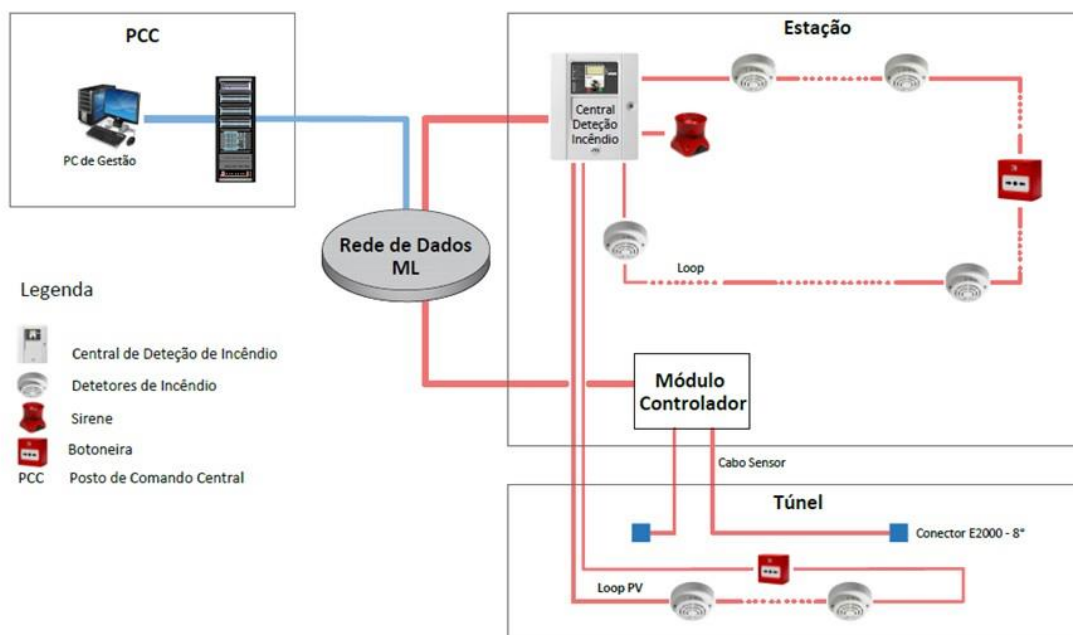 PCC
PC de Gestão
Estação
Central
Deteção
Incêndio
Loop
Rede de Dados
ML
Módulo
Controlador
Cabo Sensor
Túnel
Conector E2000 - 8°
Loop PV
Legenda
Central de Deteção de Incêndio
Detetores de Incêndio
Sirene
Botoneira
PCC Posto de Comando Central